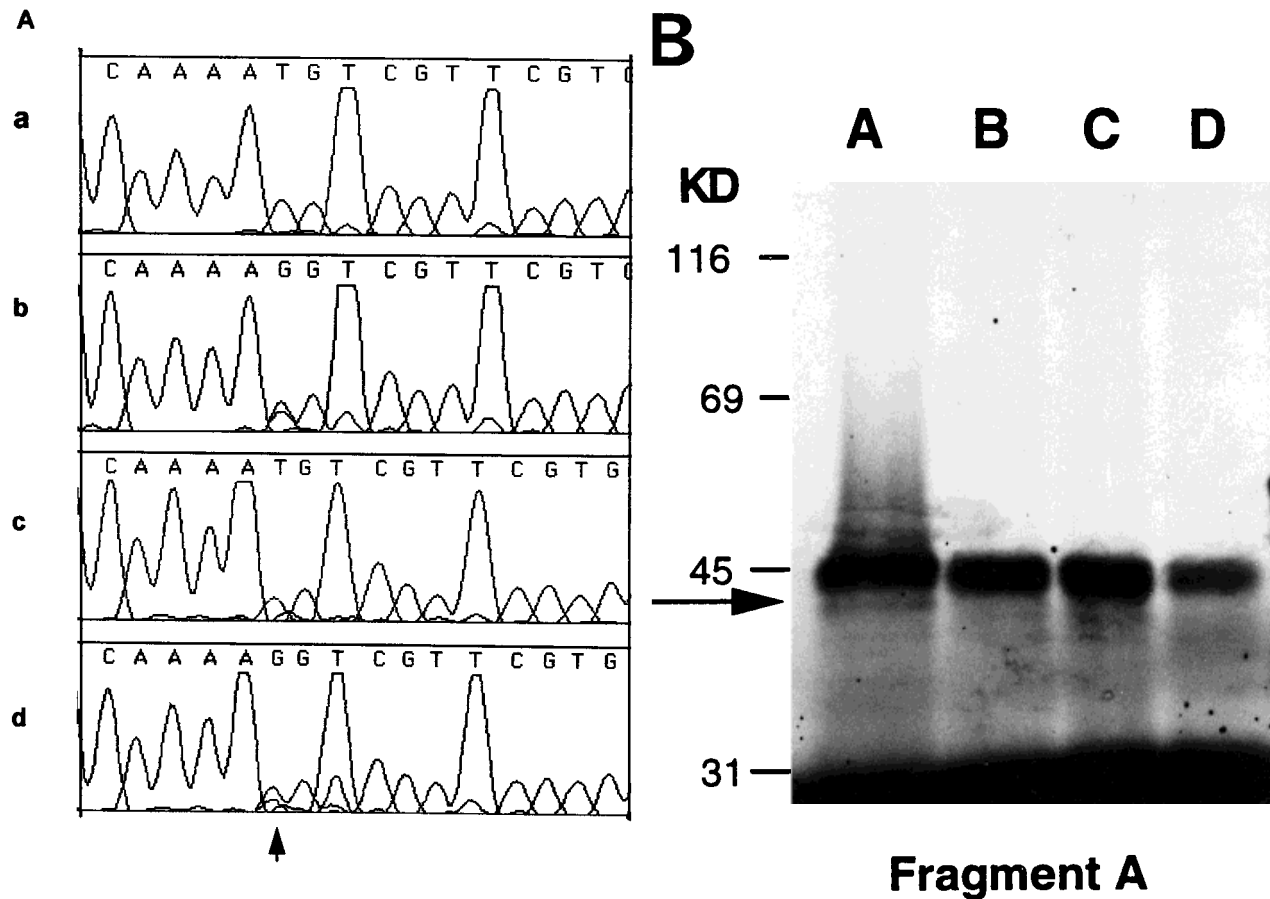 A
C A A A A T G T C G T T C G T G
a
C A A A A G G T C G T T C G T G
b
C A A A A T G T C G T T C G T G
c
C A A A A G G T C G T T C G T G
d
B
A B C D
KD
116
69
45
31
Fragment A